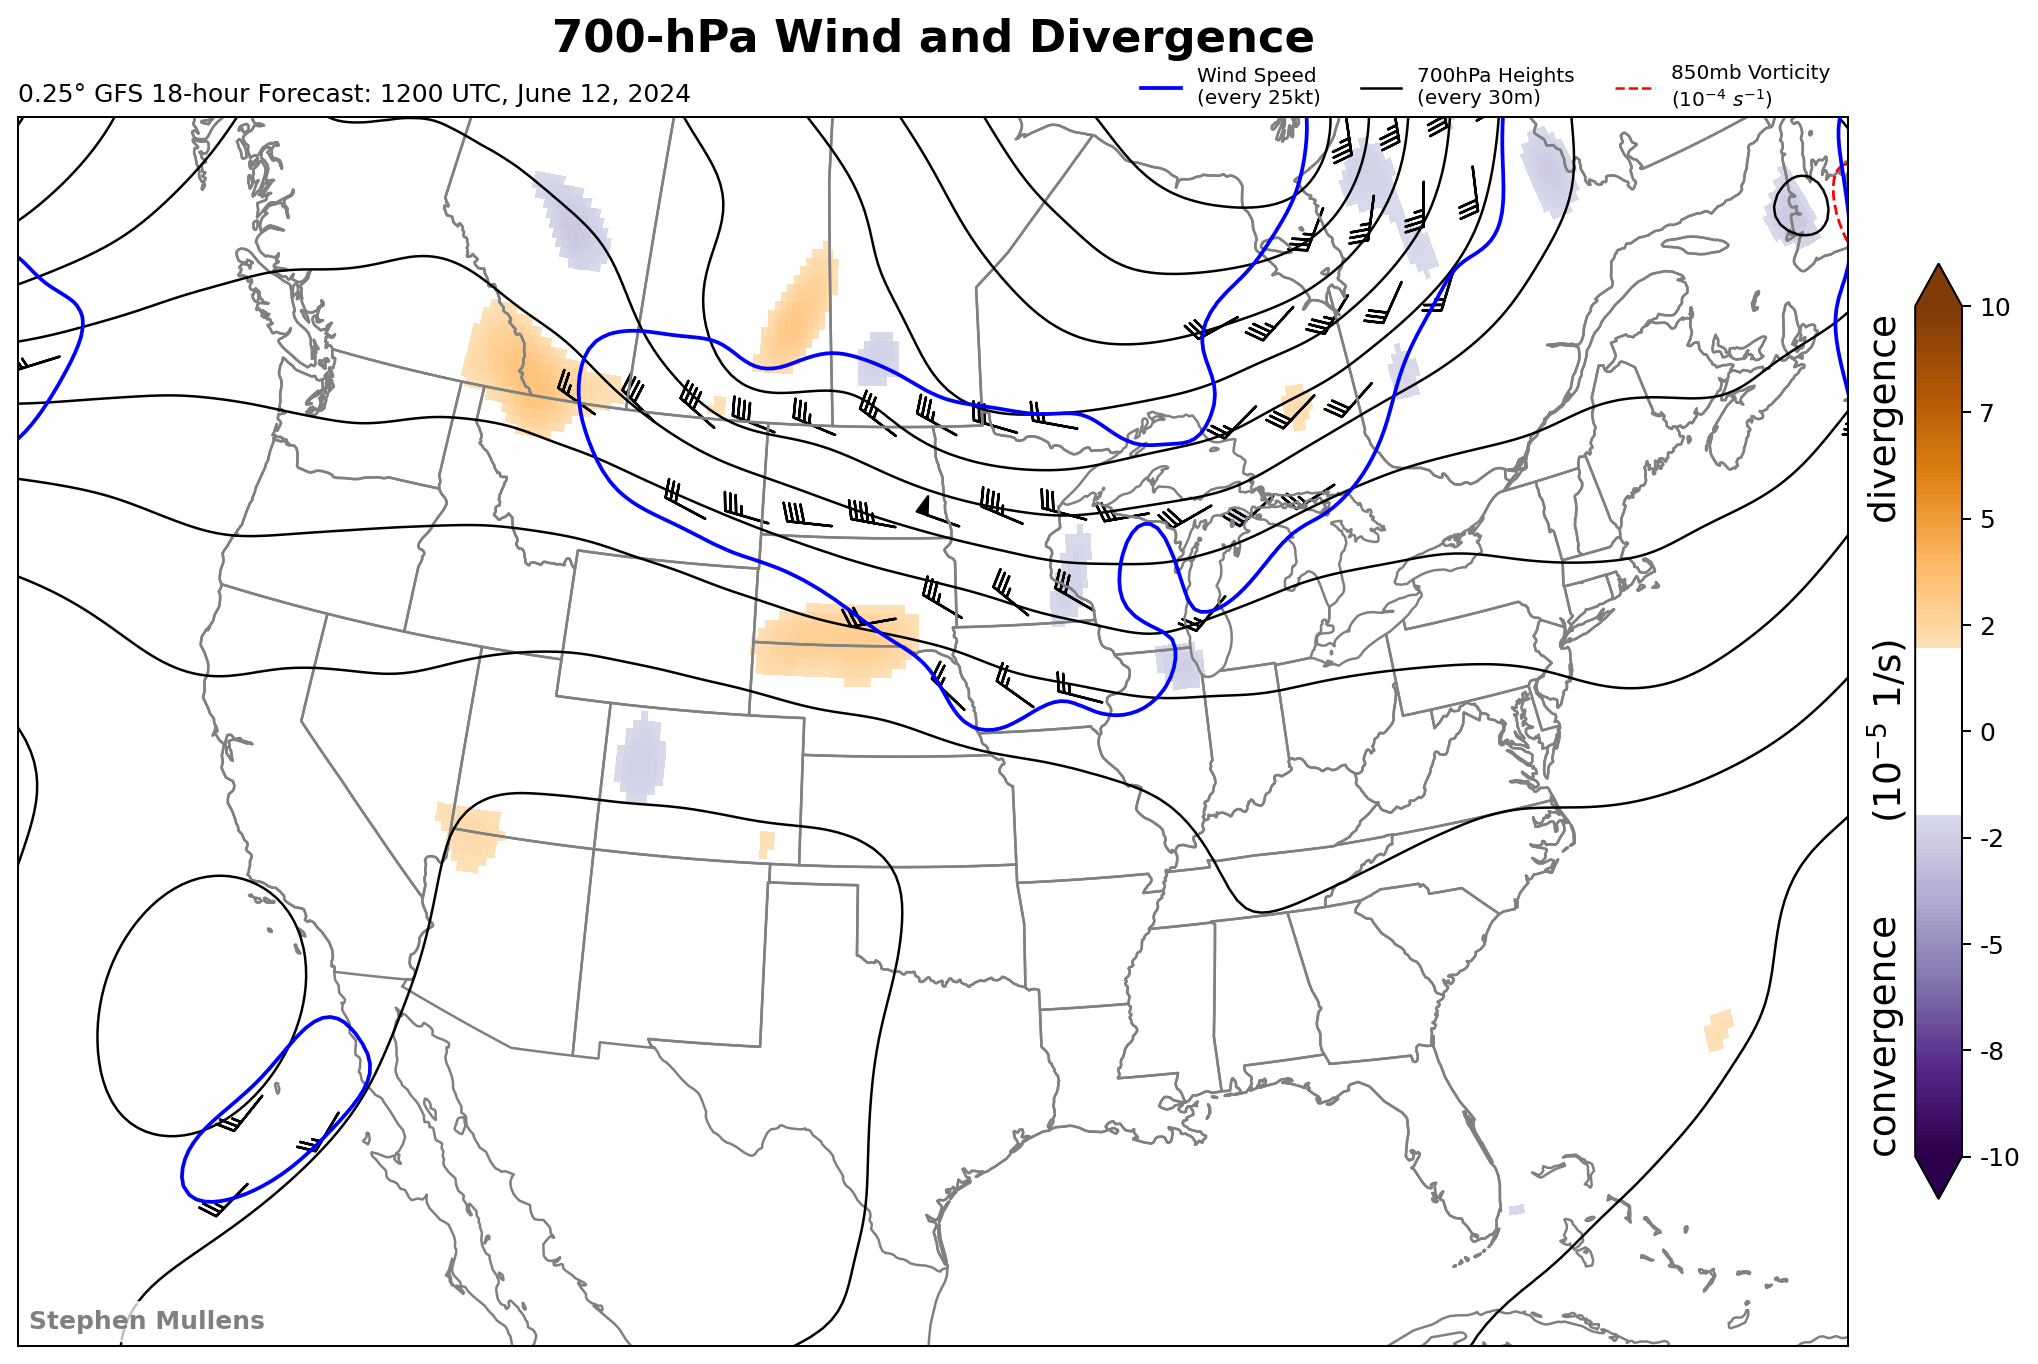 700-hPa Wind and Divergence
0.25° GFS 18-hour Forecast: 1200 UTC, June 12, 2024
Wind Speed
(every 25kt)
700hPa Heights
(every 30m)
850mb Vorticity
(10⁻⁴ s⁻¹)
10
7
5
2
0
-2
-5
-8
-10
convergence (10⁻⁵ 1/s) divergence
Stephen Mullens